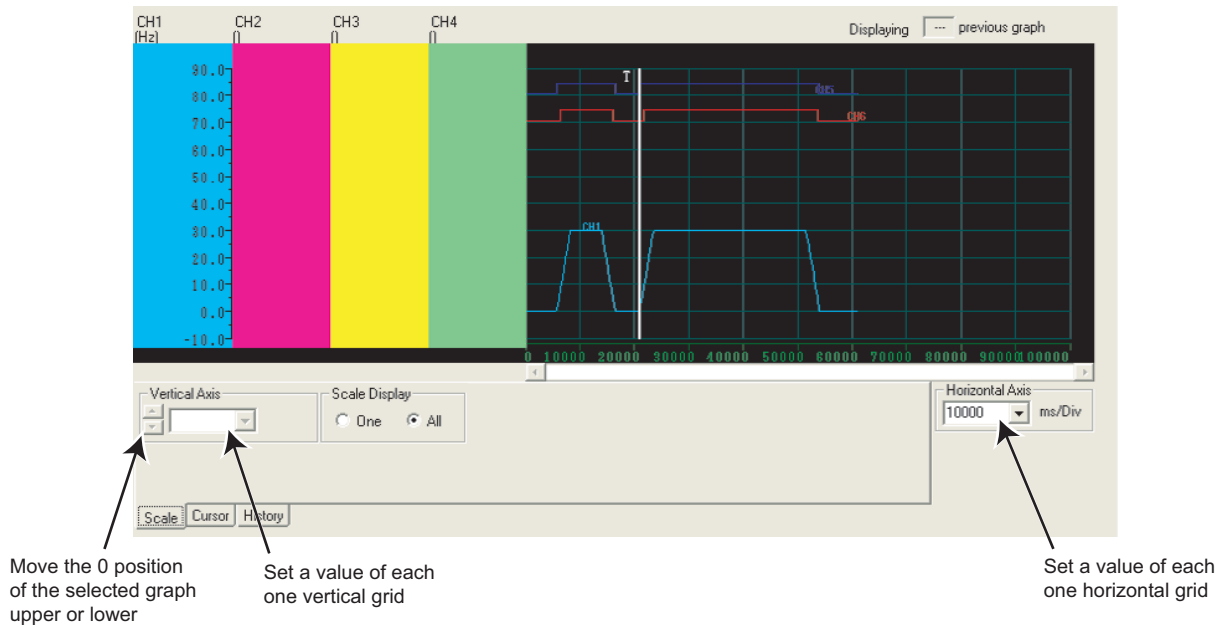 CH1 CH2 CH3 CH4
(Hz) () () ()
Displaying --- previous graph
90.0
80.0
70.0
60.0
50.0
40.0
30.0
20.0
10.0
0.0
-10.0
T
CH5
CH6
CH1
0 10000 20000 30000 40000 50000 60000 70000 80000 90000 100000
Vertical Axis
Scale Display
One All
Horizontal Axis
10000 ms/Div
Scale Cursor History
Move the 0 position
of the selected graph
upper or lower
Set a value of each
one vertical grid
Set a value of each
one horizontal grid